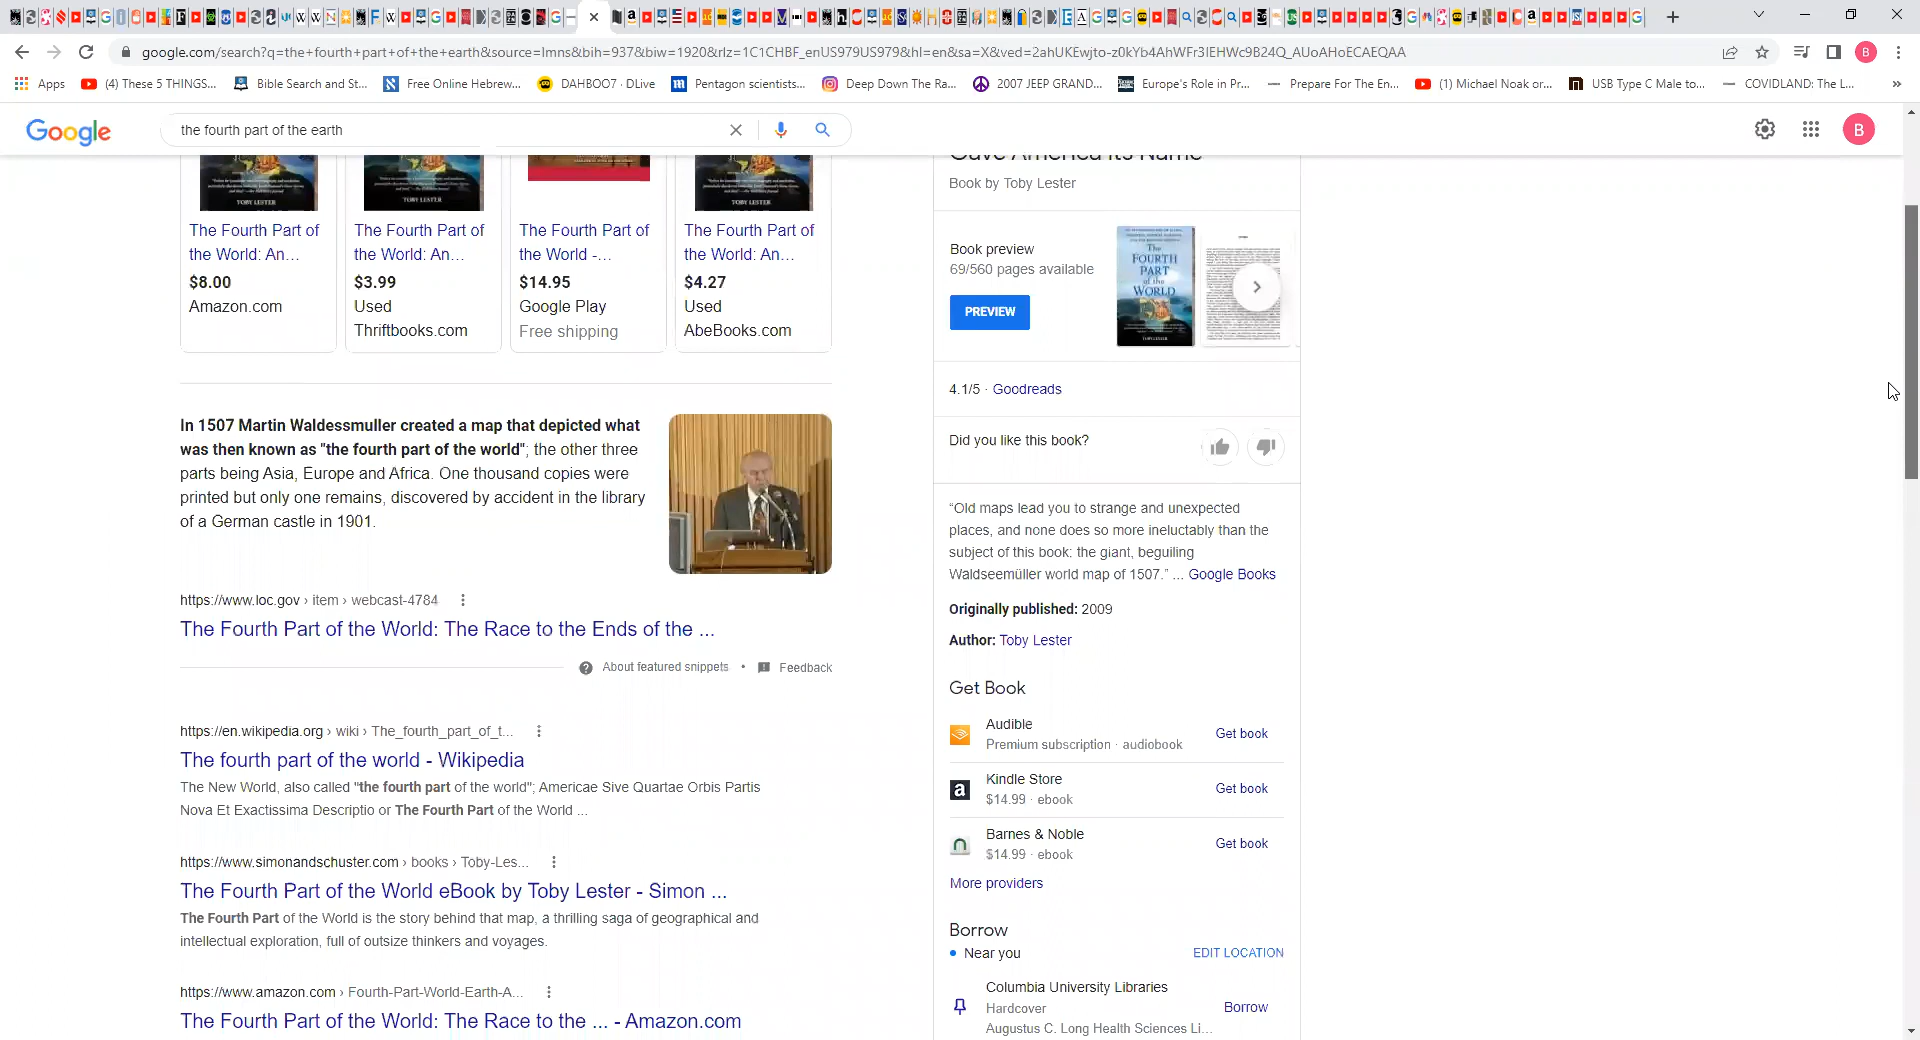 google.com/search?q=the+fourth+part+of+the+earth&source=lmns&bih=937&biw=1920&rlz=1C1CHBF_enUS979US979&hl=en&sa=X&ved=2ahUKEwjto-z0kYb4AhWFr3IEHWc9B24Q_AUoAHoECAEQAA
B
Apps
(4) These 5 THINGS...
Bible Search and St...
Free Online Hebrew...
DAHBOO7 · DLive
Pentagon scientists...
Deep Down The Ra...
2007 JEEP GRAND...
Europe's Role in Pr...
Prepare For The En...
(1) Michael Noak or...
USB Type C Male to...
COVIDLAND: The L...
Google
the fourth part of the earth
B
TOBY LESTER
TOBY LESTER
TOBY LESTER
The Fourth Part of
the World: An...
$8.00
Amazon.com
The Fourth Part of
the World: An...
$3.99
Used
Thriftbooks.com
The Fourth Part of
the World -...
$14.95
Google Play
Free shipping
The Fourth Part of
the World: An...
$4.27
Used
AbeBooks.com
In 1507 Martin Waldessmuller created a map that depicted what
was then known as "the fourth part of the world"; the other three
parts being Asia, Europe and Africa. One thousand copies were
printed but only one remains, discovered by accident in the library
of a German castle in 1901.
https://www.loc.gov › item › webcast-4784
The Fourth Part of the World: The Race to the Ends of the ...
About featured snippets
•
Feedback
https://en.wikipedia.org › wiki › The_fourth_part_of_t...
The fourth part of the world - Wikipedia
The New World, also called "the fourth part of the world"; Americae Sive Quartae Orbis Partis
Nova Et Exactissima Descriptio or The Fourth Part of the World ...
https://www.simonandschuster.com › books › Toby-Les...
The Fourth Part of the World eBook by Toby Lester - Simon ...
The Fourth Part of the World is the story behind that map, a thrilling saga of geographical and
intellectual exploration, full of outsize thinkers and voyages.
https://www.amazon.com › Fourth-Part-World-Earth-A...
The Fourth Part of the World: The Race to the ... - Amazon.com
Gave America Its Name
Book by Toby Lester
Book preview
69/560 pages available
PREVIEW
The
FOURTH
PART
of the
WORLD
TOBY LESTER
4.1/5 · Goodreads
Did you like this book?
“Old maps lead you to strange and unexpected
places, and none does so more ineluctably than the
subject of this book: the giant, beguiling
Waldseemüller world map of 1507.” ... Google Books
Originally published: 2009
Author: Toby Lester
Get Book
Audible
Premium subscription · audiobook
Get book
Kindle Store
$14.99 · ebook
Get book
Barnes & Noble
$14.99 · ebook
Get book
More providers
Borrow
Near you
EDIT LOCATION
Columbia University Libraries
Hardcover
Augustus C. Long Health Sciences Li...
Borrow